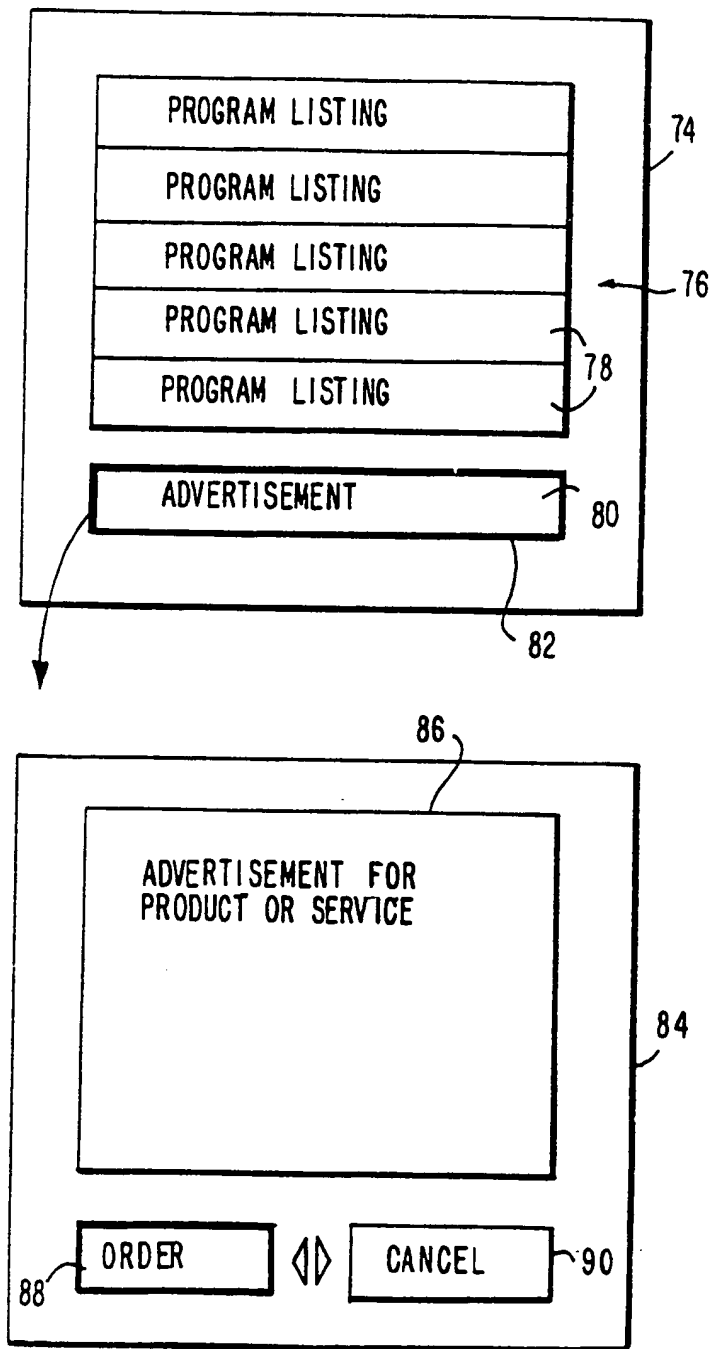 PROGRAM LISTING
74
PROGRAM LISTING
PROGRAM LISTING
76
PROGRAM LISTING
78
PROGRAM LISTING
ADVERTISEMENT
80
82
86
ADVERTISEMENT FOR
PRODUCT OR SERVICE
84
ORDER
CANCEL
90
88